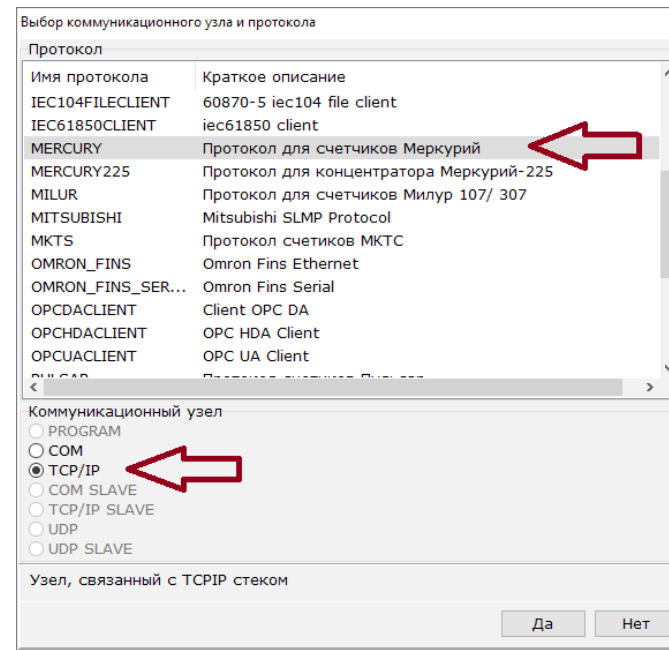 Выбор коммуникационного узла и протокола
Протокол
Имя протокола Краткое описание
IEC104FILECLIENT 60870-5 iec104 file client
IEC61850CLIENT iec61850 client
MERCURY Протокол для счетчиков Меркурий
MERCURY225 Протокол для концентратора Меркурий-225
MILUR Протокол для счетчиков Милур 107/ 307
MITSUBISHI Mitsubishi SLMP Protocol
MKTS Протокол счетиков МКТС
OMRON_FINS Omron Fins Ethernet
OMRON_FINS_SER... Omron Fins Serial
OPCDACLIENT Client OPC DA
OPCHDACLIENT OPC HDA Client
OPCUACLIENT OPC UA Client
Коммуникационный узел
PROGRAM
COM
TCP/IP
COM SLAVE
TCP/IP SLAVE
UDP
UDP SLAVE
Узел, связанный с TCPIP стеком
Да Нет